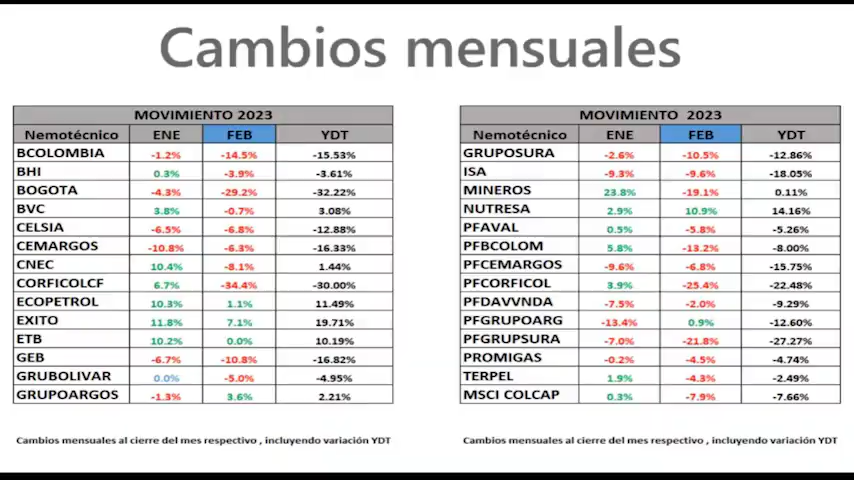 Cambios mensuales
MOVIMIENTO 2023
Nemotécnico ENE FEB YDT
BCOLOMBIA -1.2% -14.5% -15.53%
BHI 0.3% -3.9% -3.61%
BOGOTA -4.3% -29.2% -32.22%
BVC 3.8% -0.7% 3.08%
CELSIA -6.5% -6.8% -12.88%
CEMARGOS -10.8% -6.3% -16.33%
CNEC 10.4% -8.1% 1.44%
CORFICOLCF 6.7% -34.4% -30.00%
ECOPETROL 10.3% 1.1% 11.49%
EXITO 11.8% 7.1% 19.71%
ETB 10.2% 0.0% 10.19%
GEB -6.7% -10.8% -16.82%
GRUBOLIVAR 0.0% -5.0% -4.95%
GRUPOARGOS -1.3% 3.6% 2.21%
Cambios mensuales al cierre del mes respectivo , incluyendo variación YDT
MOVIMIENTO 2023
Nemotécnico ENE FEB YDT
GRUPOSURA -2.6% -10.5% -12.86%
ISA -9.3% -9.6% -18.05%
MINEROS 23.8% -19.1% 0.11%
NUTRESA 2.9% 10.9% 14.16%
PFAVAL 0.5% -5.8% -5.26%
PFBCOLOM 5.8% -13.2% -8.00%
PFCEMARGOS -9.6% -6.8% -15.75%
PFCORFICOL 3.9% -25.4% -22.48%
PFDAVVNDA -7.5% -2.0% -9.29%
PFGRUPOARG -13.4% 0.9% -12.60%
PFGRUPSURA -7.0% -21.8% -27.27%
PROMIGAS -0.2% -4.5% -4.74%
TERPEL 1.9% -4.3% -2.49%
MSCI COLCAP 0.3% -7.9% -7.66%
Cambios mensuales al cierre del mes respectivo , incluyendo variación YDT